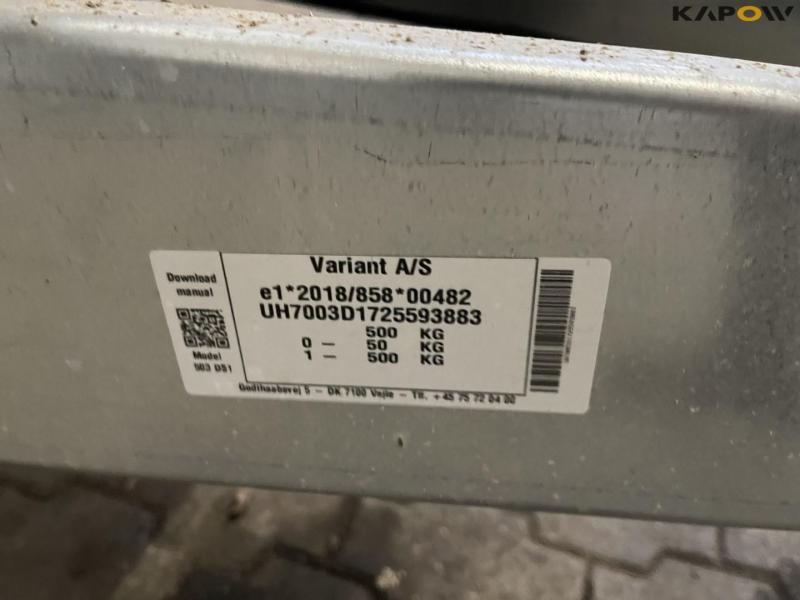 KAPOW
Download
manual
Model
503 DS1
Variant A/S
e1*2018/858*00482
UH7003D1725593883
500 KG
0 – 50 KG
1 – 500 KG
Godthaabsvej 5 – DK 7100 Vejle – Tlf. +45 75 72 04 00